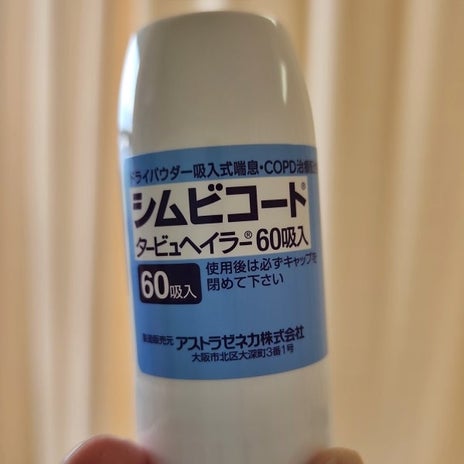 ドライパウダー吸入式喘息・COPD治療配
シムビコート®
タービュヘイラー®60吸入
60吸入
使用後は必ずキャップを
閉めて下さい
製造販売元 アストラゼネカ株式会社
大阪市北区大深町3番1号